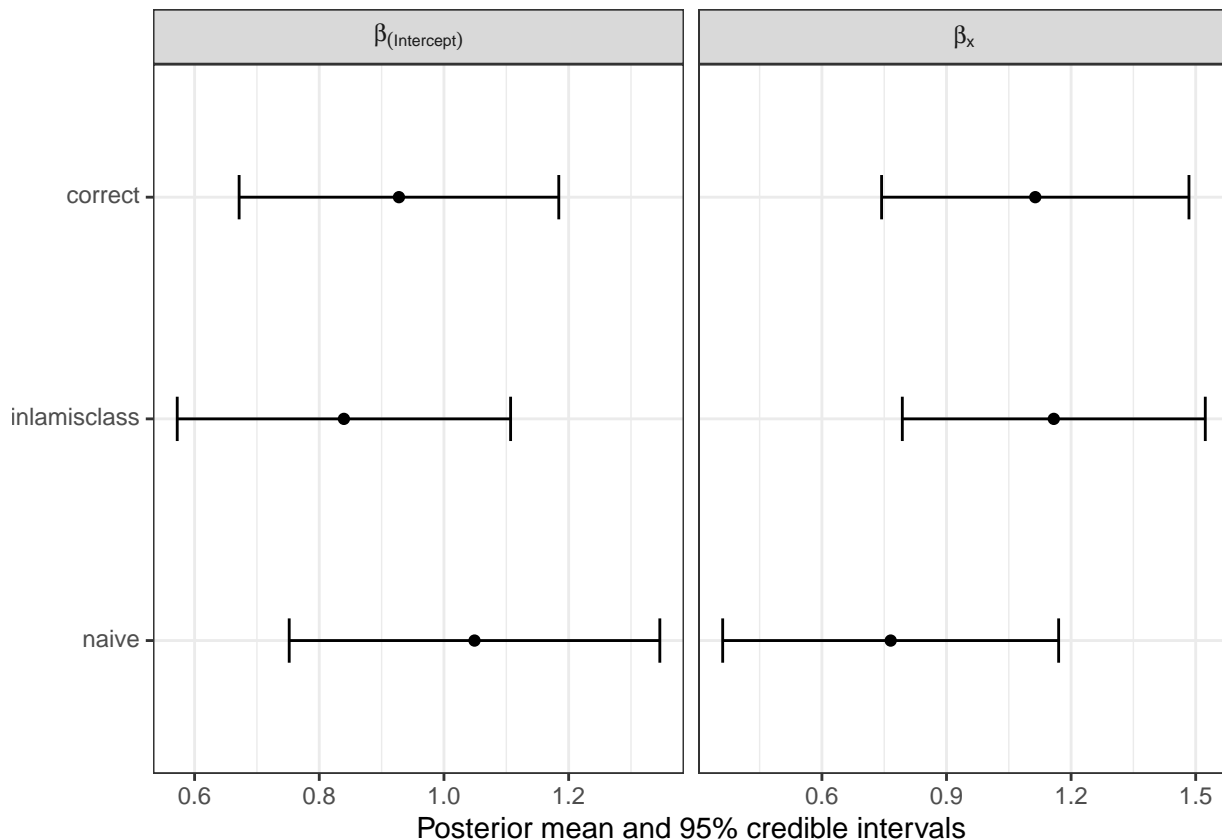 β(Intercept)
βx
correct
inlamisclass
naive
0.6 0.8 1.0 1.2
0.6 0.9 1.2 1.5
Posterior mean and 95% credible intervals